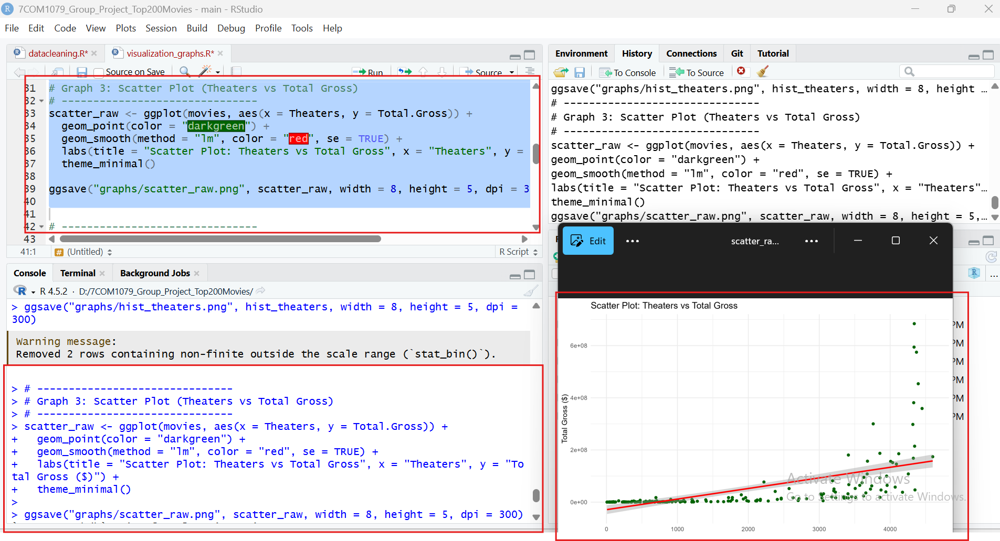 7COM1079_Group_Project_Top200Movies - main - RStudio
File Edit Code View Plots Session Build Debug Profile Tools Help
datacleaning.R* visualization_graphs.R*
Source on Save Run Source
31 # Graph 3: Scatter Plot (Theaters vs Total Gross)
32 # -------------------------------
33 scatter_raw <- ggplot(movies, aes(x = Theaters, y = Total.Gross)) +
34 geom_point(color = "darkgreen") +
35 geom_smooth(method = "lm", color = "red", se = TRUE) +
36 labs(title = "Scatter Plot: Theaters vs Total Gross", x = "Theaters", y =
37 theme_minimal()
38
39 ggsave("graphs/scatter_raw.png", scatter_raw, width = 8, height = 5, dpi = 3
40
41
42 # -------------------------------
43
41:1 # (Untitled) R Script
Console Terminal Background Jobs
R 4.5.2 · D:/7COM1079_Group_Project_Top200Movies/
> ggsave("graphs/hist_theaters.png", hist_theaters, width = 8, height = 5, dpi =
300)
Warning message:
Removed 2 rows containing non-finite outside the scale range (`stat_bin()`).
> # -------------------------------
> # Graph 3: Scatter Plot (Theaters vs Total Gross)
> # -------------------------------
> scatter_raw <- ggplot(movies, aes(x = Theaters, y = Total.Gross)) +
+ geom_point(color = "darkgreen") +
+ geom_smooth(method = "lm", color = "red", se = TRUE) +
+ labs(title = "Scatter Plot: Theaters vs Total Gross", x = "Theaters", y = "To
tal Gross ($)") +
+ theme_minimal()
>
> ggsave("graphs/scatter_raw.png", scatter_raw, width = 8, height = 5, dpi = 300)
Environment History Connections Git Tutorial
To Console To Source
ggsave("graphs/hist_theaters.png", hist_theaters, width = 8, height ...
# -------------------------------
# Graph 3: Scatter Plot (Theaters vs Total Gross)
# -------------------------------
scatter_raw <- ggplot(movies, aes(x = Theaters, y = Total.Gross)) +
geom_point(color = "darkgreen") +
geom_smooth(method = "lm", color = "red", se = TRUE) +
labs(title = "Scatter Plot: Theaters vs Total Gross", x = "Theaters"...
theme_minimal()
ggsave("graphs/scatter_raw.png", scatter_raw, width = 8, height = 5,...
Edit ... scatter_ra... ...
Scatter Plot: Theaters vs Total Gross
Total Gross ($)
6e+08
4e+08
2e+08
0e+00
0 1000 2000 3000 4000
PM
PM
PM
PM
PM
PM
Activate Windows
Go to Settings to activate Windows.